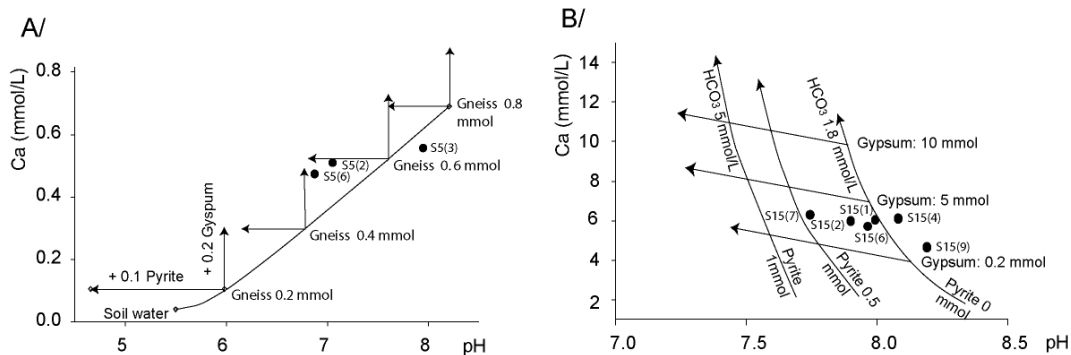 A/
Ca (mmol/L)
0.8
0.6
0.4
0.2
0.0
5
6
7
8
pH
Gneiss 0.8
mmol
S5(3)
S5(2)
S5(6)
Gneiss 0.6 mmol
Gneiss 0.4 mmol
+ 0.2 Gyspum
+ 0.1 Pyrite
Gneiss 0.2 mmol
Soil water
B/
Ca (mmol/L)
14
12
10
8
6
4
2
7.0
7.5
8.0
8.5
pH
HCO3 5 mmol/L
HCO3 1.8 mmol/L
Gypsum: 10 mmol
Gypsum: 5 mmol
S15(7)
S15(2)
S15(1)
S15(6)
S15(4)
S15(9)
Gypsum: 0.2 mmol
Pyrite
1mmol
Pyrite 0.5
mmol
Pyrite 0
mmol